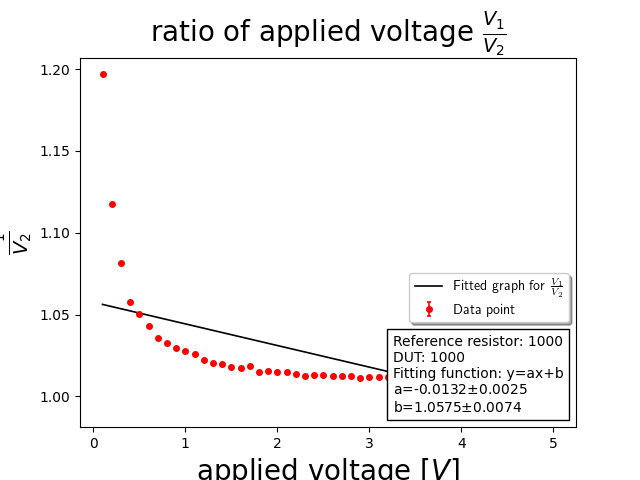 ratio of applied voltage V₁/V₂
1.20
1.15
1.10
1.05
1.00
V₂
Fitted graph for V₁/V₂
Data point
Reference resistor: 1000
DUT: 1000
Fitting function: y=ax+b
a=-0.0132±0.0025
b=1.0575±0.0074
0 1 2 3 4 5
applied voltage [V]